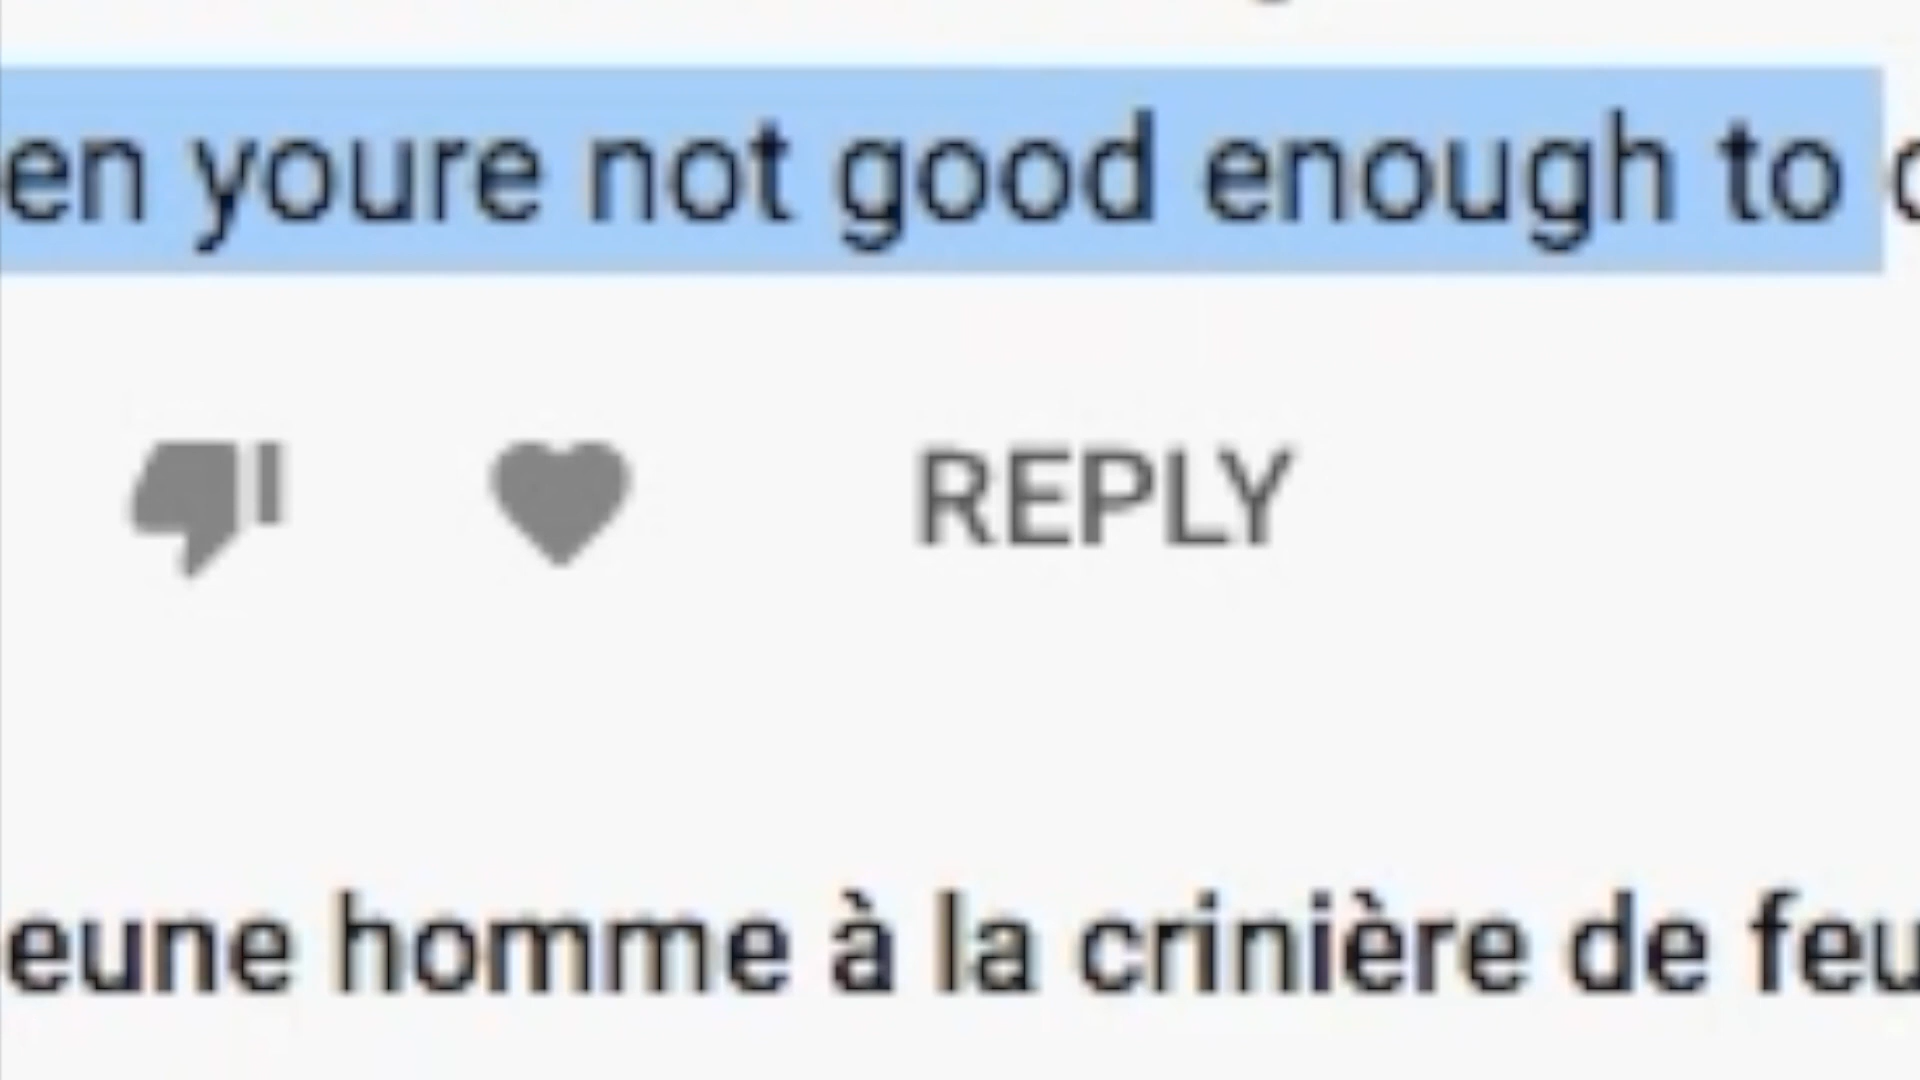 en youre not good enough to
REPLY
eune homme à la crinière de feu